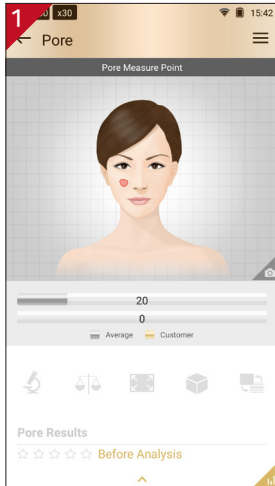 1
x30
15:42
Pore
Pore Measure Point
20
0
Average Customer
Pore Results
Before Analysis